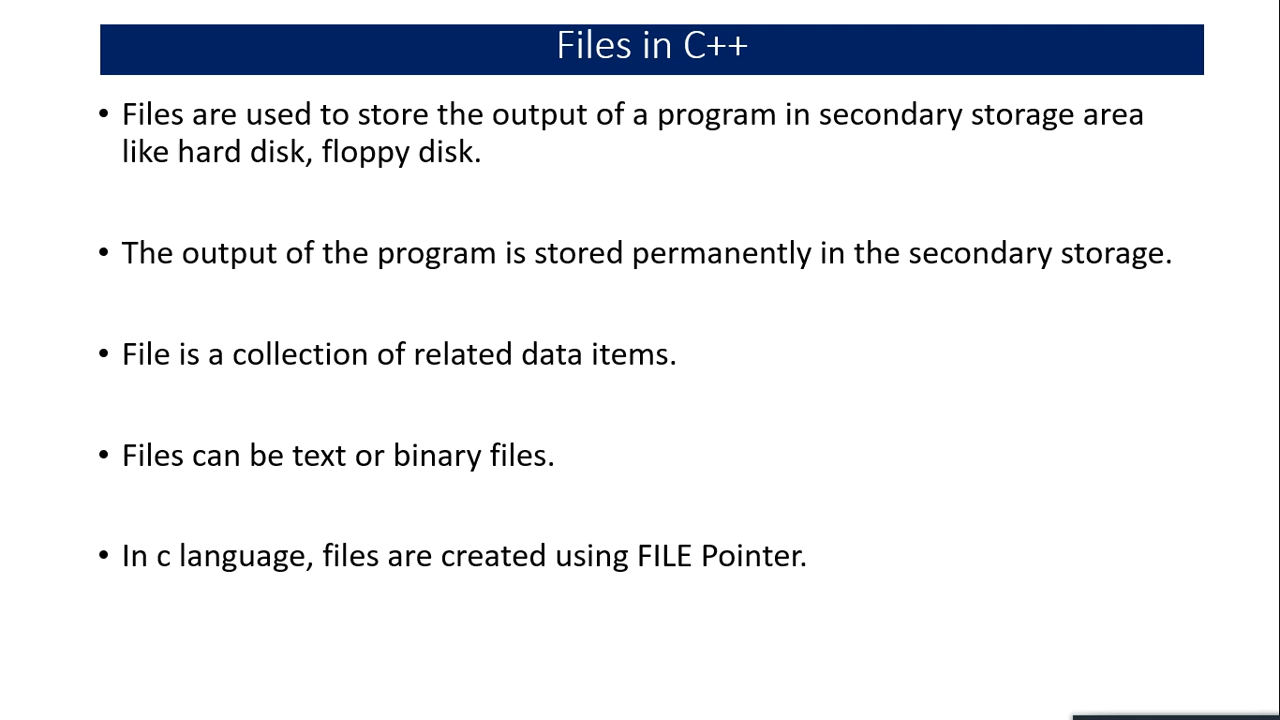 Files in C++
• Files are used to store the output of a program in secondary storage area
like hard disk, floppy disk.
• The output of the program is stored permanently in the secondary storage.
• File is a collection of related data items.
• Files can be text or binary files.
• In c language, files are created using FILE Pointer.